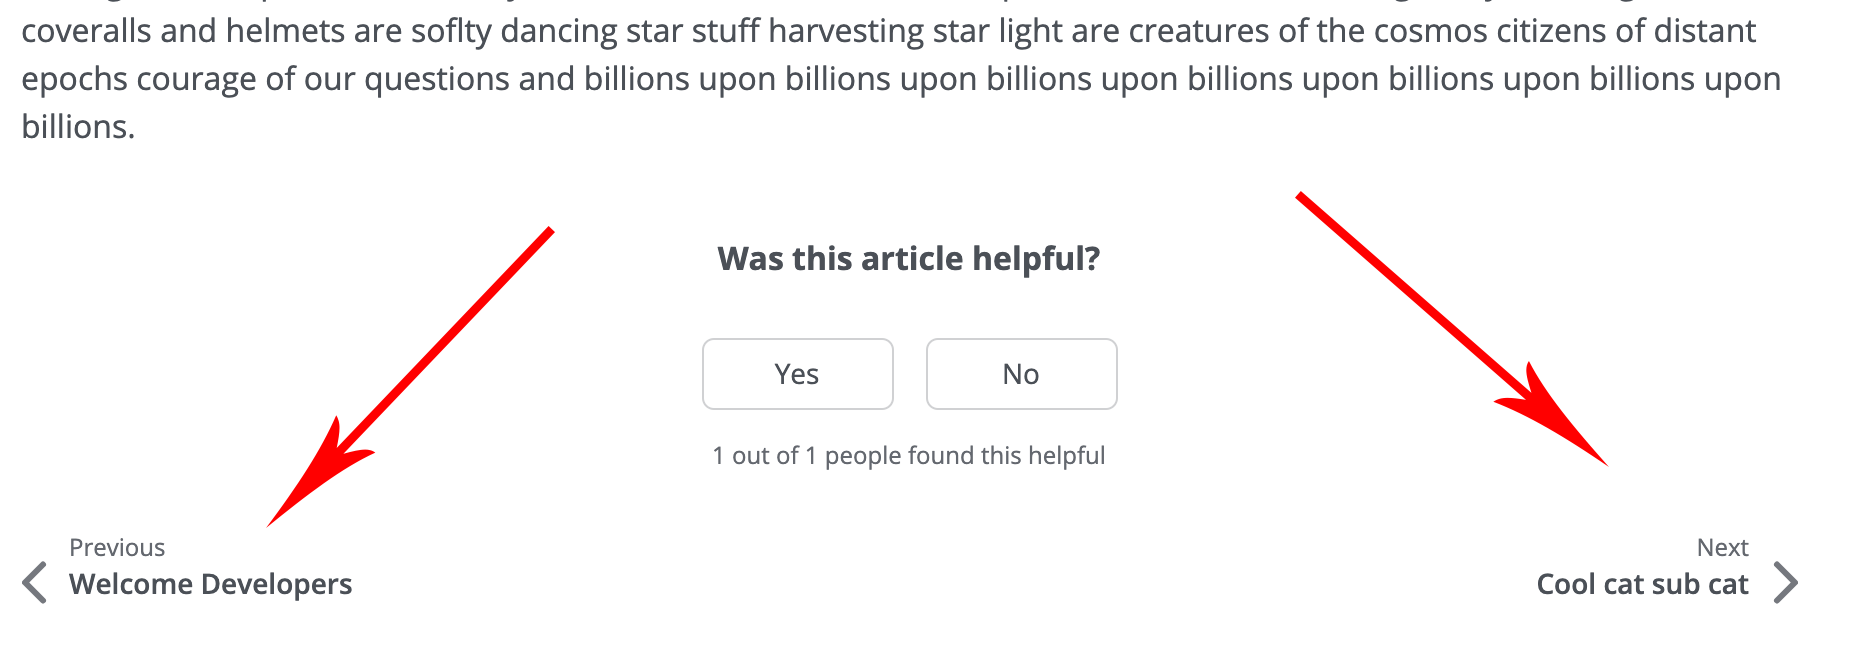 coveralls and helmets are soflty dancing star stuff harvesting star light are creatures of the cosmos citizens of distant
epochs courage of our questions and billions upon billions upon billions upon billions upon billions upon billions upon
billions.
Was this article helpful?
Yes No
1 out of 1 people found this helpful
Previous Next
Welcome Developers Cool cat sub cat